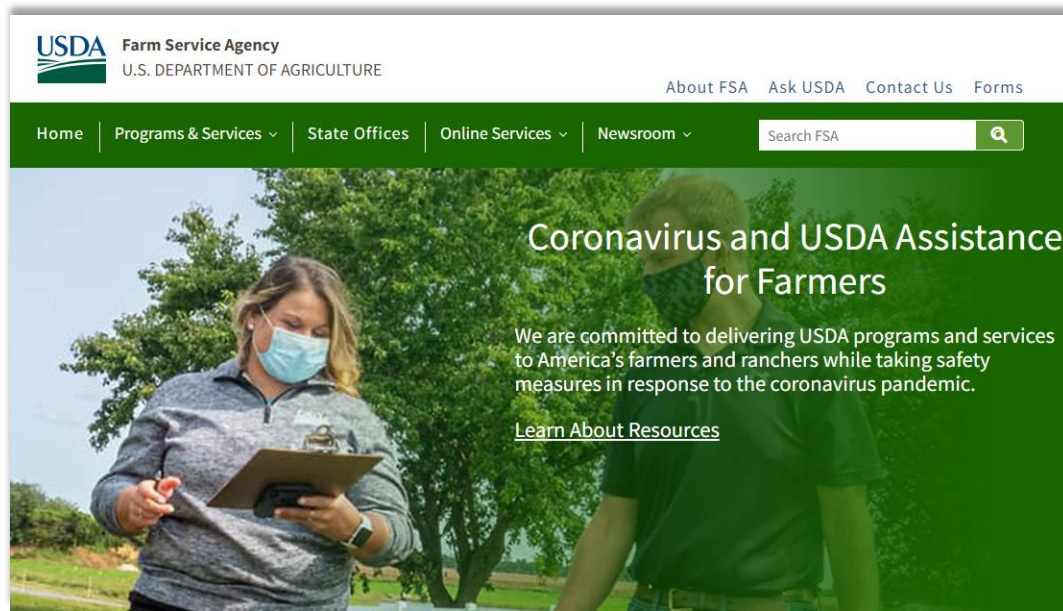 USDA
Farm Service Agency
U.S. DEPARTMENT OF AGRICULTURE
About FSA Ask USDA Contact Us Forms
Home Programs & Services State Offices Online Services Newsroom Search FSA
Coronavirus and USDA Assistance
for Farmers
We are committed to delivering USDA programs and services
to America's farmers and ranchers while taking safety
measures in response to the coronavirus pandemic.
Learn About Resources